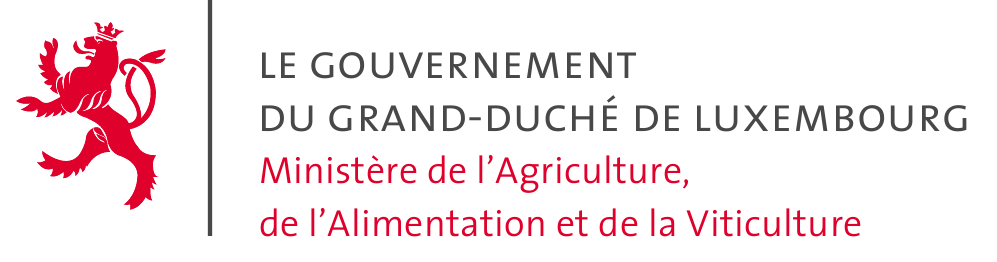 LE GOUVERNEMENT
DU GRAND-DUCHÉ DE LUXEMBOURG
Ministère de l’Agriculture,
de l’Alimentation et de la Viticulture